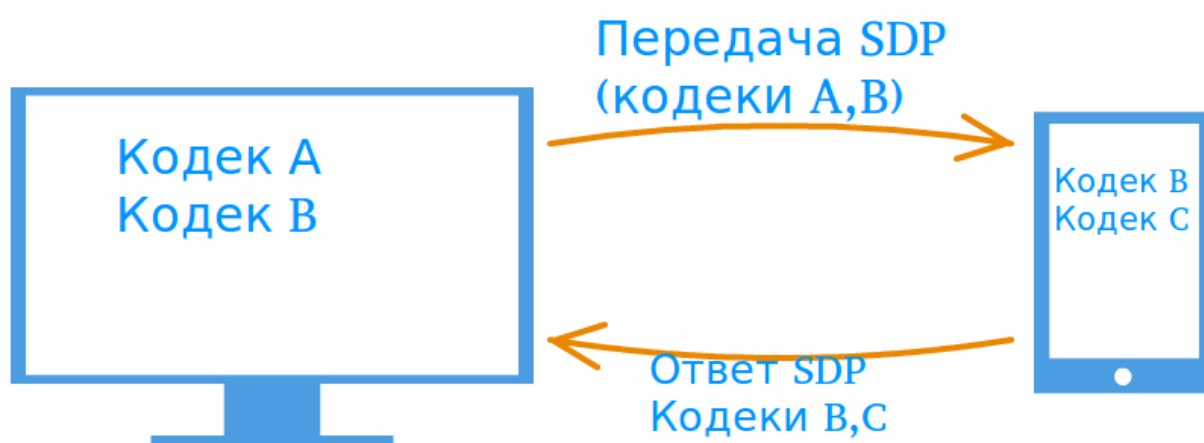 Передача SDP
(кодеки A,B)
Кодек A
Кодек B
Кодек B
Кодек C
Ответ SDP
Кодеки B,C